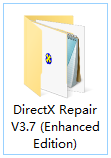 DirectX Repair
V3.7 (Enhanced
Edition)